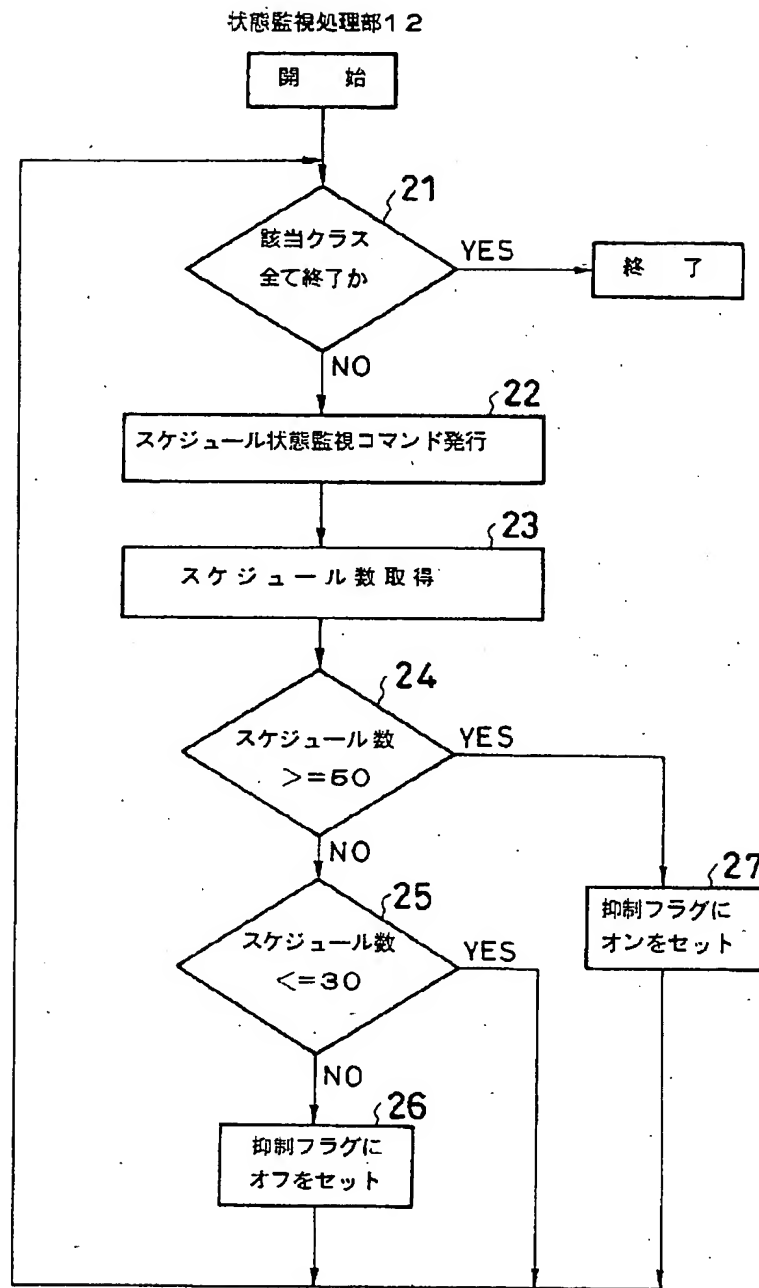 状態監視処理部12
開 始
21
該当クラス
全て終了か
YES
終 了
NO
22
スケジュール状態監視コマンド発行
23
スケジュール数取得
24
スケジュール数
>=50
YES
NO
27
抑制フラグに
オンをセット
25
スケジュール数
<=30
YES
NO
26
抑制フラグに
オフをセット